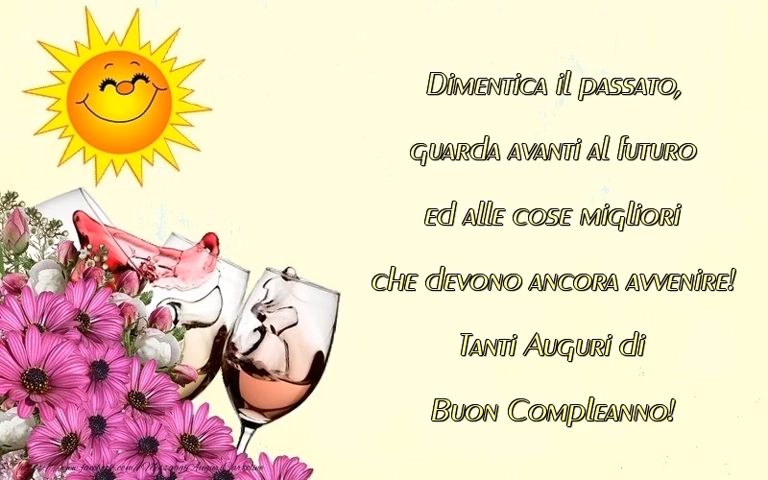 Dimentica il passato,
guarda avanti al futuro
ed alle cose migliori
che devono ancora avvenire!
Tanti Auguri di
Buon Compleanno!